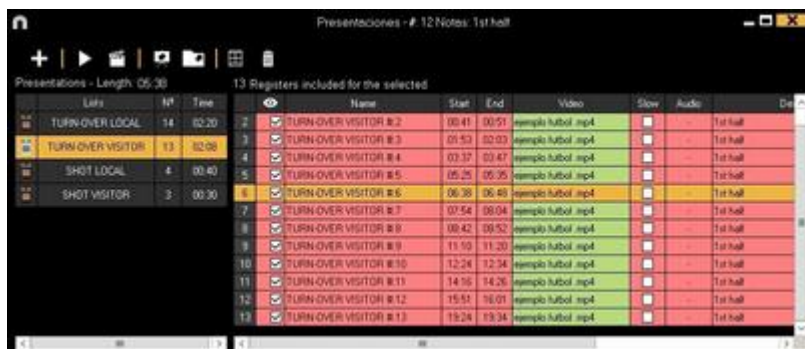 Presentaciones - #: 12 Notes: 1st half
Presentations - Length: 05:38
13 Registers included for the selected
Lists Nº Time
TURN-OVER LOCAL 14 02:20
TURN-OVER VISITOR 13 02:08
SHOT LOCAL 4 00:40
SHOT VISITOR 3 00:30
Name Start End Video Slow Audio De
2 TURN-OVER VISITOR #:2 00:41 00:51 ejemplo futbol .mp4 - 1st half
3 TURN-OVER VISITOR #:3 01:53 02:03 ejemplo futbol .mp4 - 1st half
4 TURN-OVER VISITOR #:4 03:37 03:47 ejemplo futbol .mp4 - 1st half
5 TURN-OVER VISITOR #:5 05:25 05:35 ejemplo futbol .mp4 - 1st half
6 TURN-OVER VISITOR #:6 06:38 06:48 ejemplo futbol .mp4 - 1st half
7 TURN-OVER VISITOR #:7 07:54 08:04 ejemplo futbol .mp4 - 1st half
8 TURN-OVER VISITOR #:8 08:42 08:52 ejemplo futbol .mp4 - 1st half
9 TURN-OVER VISITOR #:9 11:10 11:20 ejemplo futbol .mp4 - 1st half
10 TURN-OVER VISITOR #:10 12:24 12:34 ejemplo futbol .mp4 - 1st half
11 TURN-OVER VISITOR #:11 14:16 14:26 ejemplo futbol .mp4 - 1st half
12 TURN-OVER VISITOR #:12 15:51 16:01 ejemplo futbol .mp4 - 1st half
13 TURN-OVER VISITOR #:13 19:24 19:34 ejemplo futbol .mp4 - 1st half